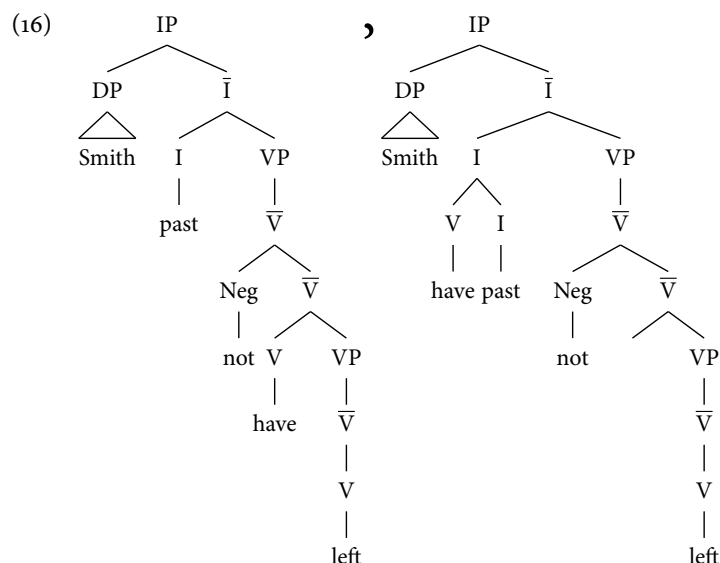 (16) IP , IP
DP Ī DP Ī
Smith I VP Smith I VP
past V̅ V I V̅
Neg V̅ have past Neg V̅
not V VP not VP
have V̅ V̅
V V
left left